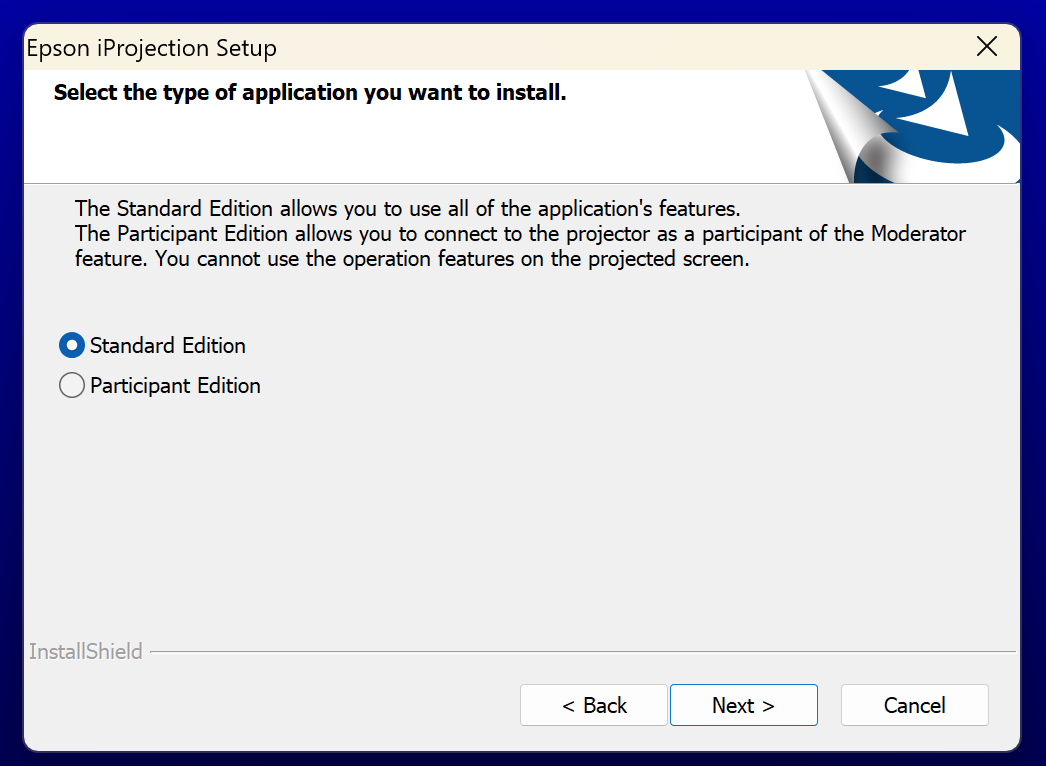 Epson iProjection Setup
Select the type of application you want to install.
The Standard Edition allows you to use all of the application's features.
The Participant Edition allows you to connect to the projector as a participant of the Moderator
feature. You cannot use the operation features on the projected screen.
Standard Edition
Participant Edition
InstallShield
< Back
Next >
Cancel